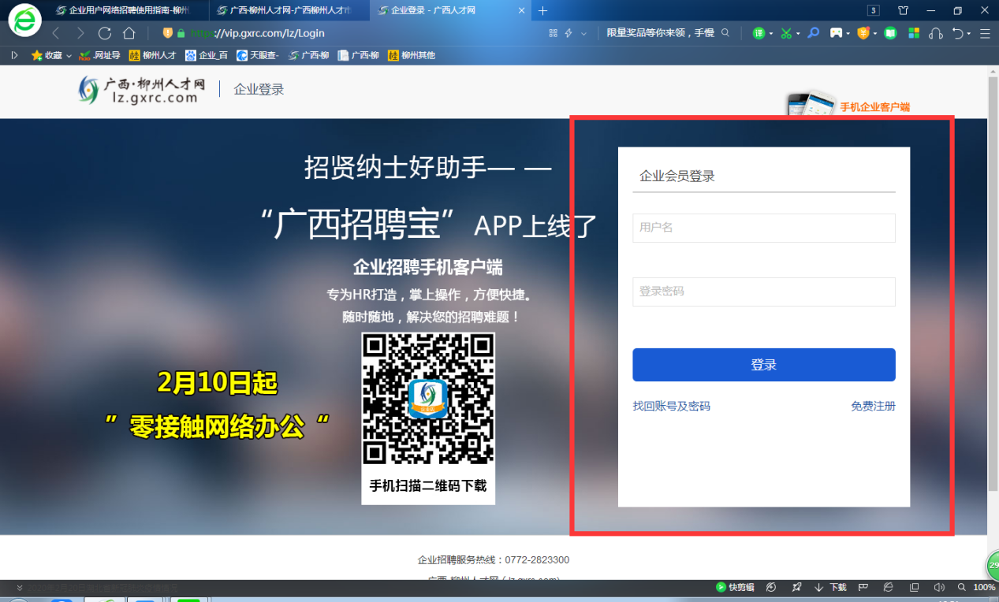 企业用户网络招聘使用指南-柳州
广西-柳州人才网-广西柳州人才市
企业登录 - 广西人才网
3
https://vip.gxrc.com/lz/Login
限量奖品等你来领，手慢
收藏
网址导
柳州人才
企业_百
天眼查-
广西-柳
广西-柳
柳州其他
广西·柳州人才网
lz.gxrc.com
企业登录
手机企业客户端
招贤纳士好助手— —
“广西招聘宝” APP上线了
企业招聘手机客户端
专为HR打造，掌上操作，方便快捷。
随时随地，解决您的招聘难题！
2月10日起
”零接触网络办公“
手机扫描二维码下载
企业会员登录
用户名
登录密码
登录
找回账号及密码
免费注册
企业招聘服务热线：0772-2823300
广西-柳州人才网（lz.gxrc.com）
29
快剪辑
下载
100%